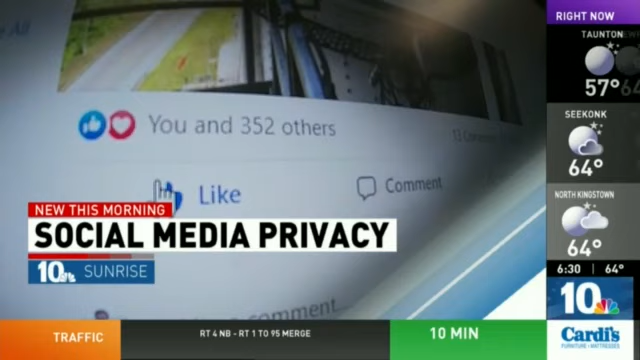 You and 352 others
Like
Comment
comment
NEW THIS MORNING
SOCIAL MEDIA PRIVACY
10 SUNRISE
RIGHT NOW
TAUNTON
57°
SEEKONK
64°
NORTH KINGSTOWN
64°
6:30 64°
10
Cardi's
FURNITURE & MATTRESSES
TRAFFIC
RT 4 NB - RT 1 TO 95 MERGE
10 MIN